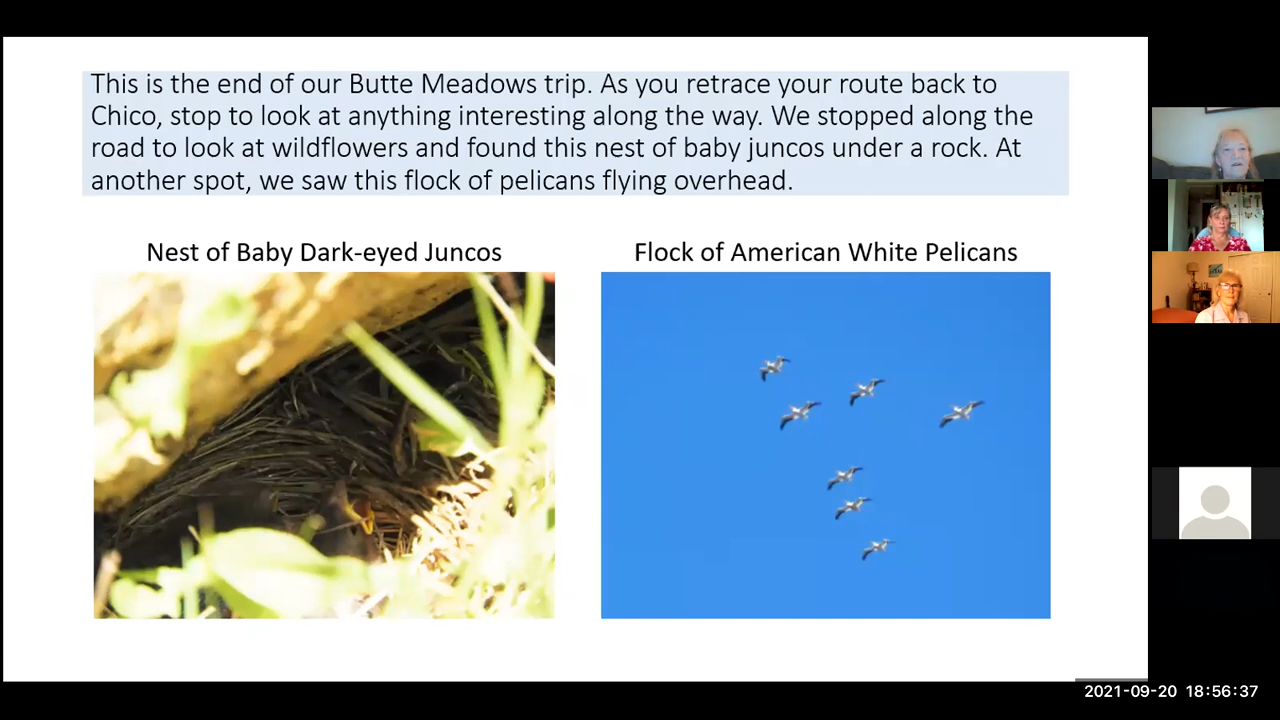 This is the end of our Butte Meadows trip. As you retrace your route back to
Chico, stop to look at anything interesting along the way. We stopped along the
road to look at wildflowers and found this nest of baby juncos under a rock. At
another spot, we saw this flock of pelicans flying overhead.
Nest of Baby Dark-eyed Juncos
Flock of American White Pelicans
2021-09-20 18:56:37